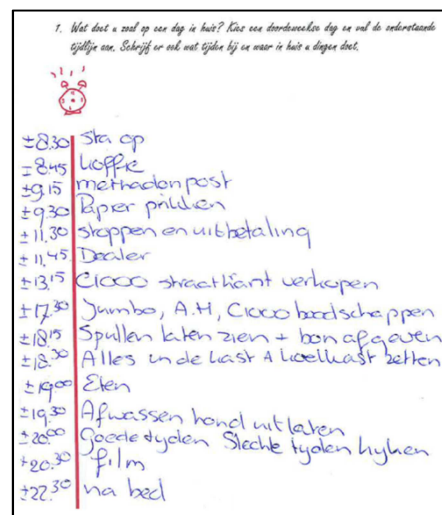 1. Wat doet u zoal op een dag in huis? Kies een doordeweekse dag en vul de onderstaande
tijdlijn aan. Schrijf er ook wat tijden bij en waar in huis u dingen doet.
±8.30 sta op
±8.45 koffie
±9.15 methadonpost
±9.30 Papier prikken
±11.30 stoppen en uitbetaling
±11.45 Dealer
±13.15 C1000 straatkrant verkopen
±17.30 Jumbo, A.H, C1000 boodschappen
±18.15 Spullen laten zien + bon afgeven
±18.30 Alles in de kast & koelkast zetten
±19.00 Eten
±19.30 Afwassen hond uitlaten
±20.00 Goede tyden Slechte tyden kyken
±20.30 film
±22.30 na bed